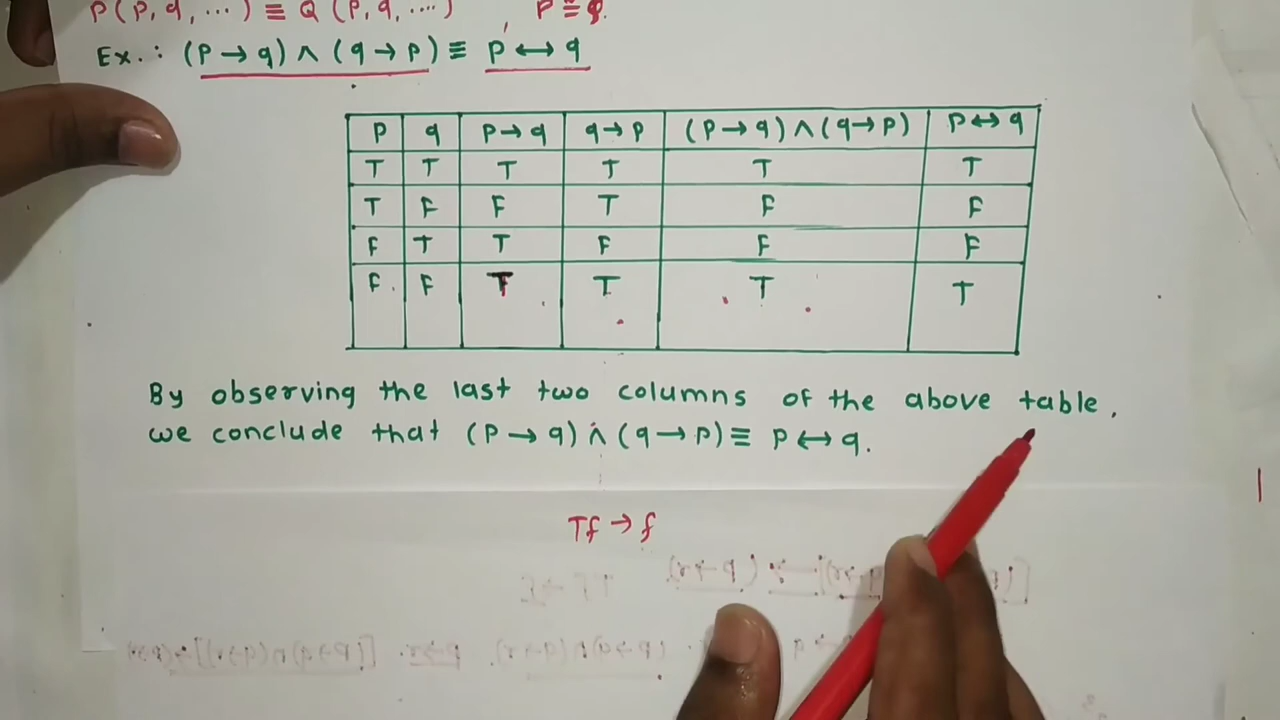 P(P,q,...) ≡ Q(P,q,....) , P≡q.
Ex.: (P→q) ∧ (q→p) ≡ p↔q
P q P→q q→p (P→q)∧(q→p) P↔q
T T T T T T
T F F T F F
F T T F F F
F F T T T T
By observing the last two columns of the above table,
we conclude that (P→q) ∧ (q→p) ≡ p↔q.
Tf→f